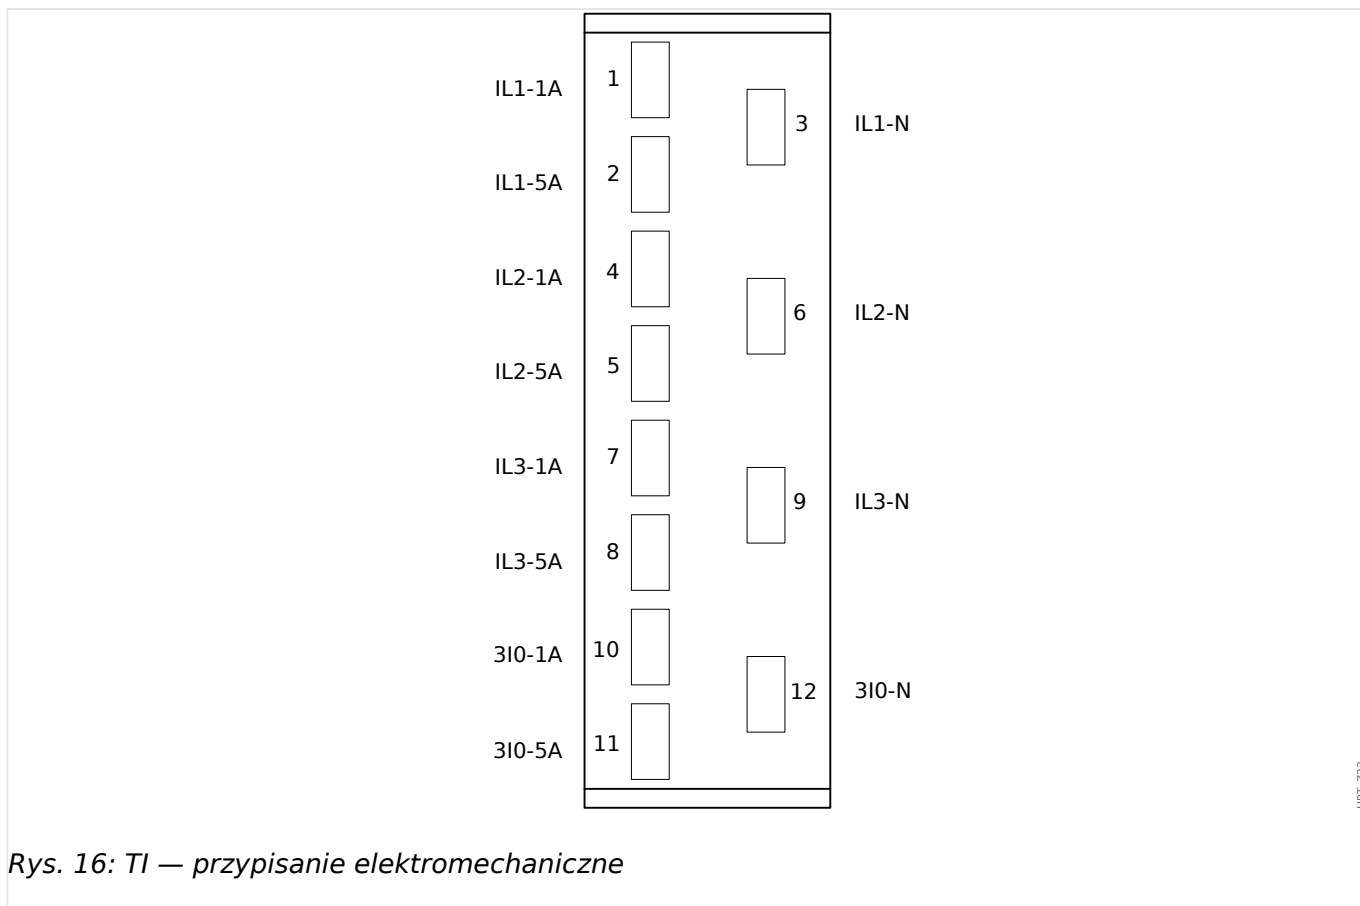 IL1-1A 1
3 IL1-N
IL1-5A 2
IL2-1A 4
6 IL2-N
IL2-5A 5
IL3-1A 7
9 IL3-N
IL3-5A 8
3I0-1A 10
12 3I0-N
3I0-5A 11
Rys. 16: TI — przypisanie elektromechaniczne